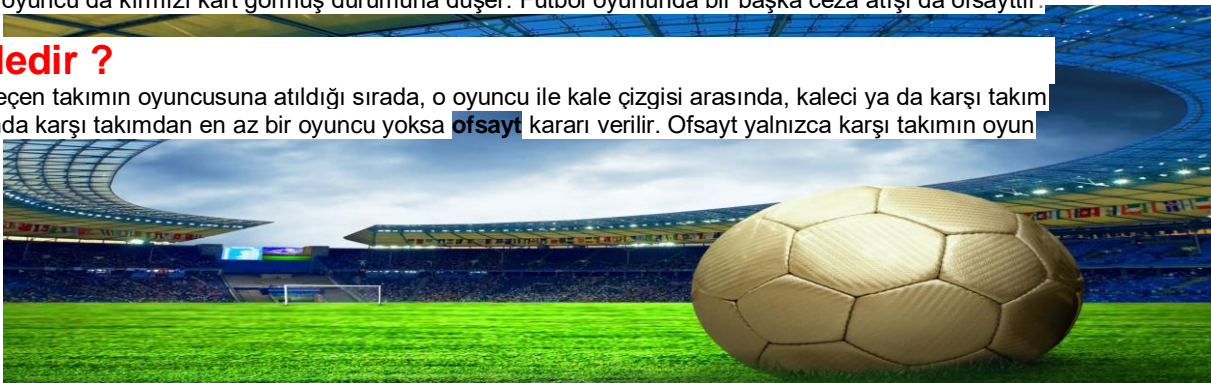 oyuncu da kırmızı kart görmüş durumuna düşer. Futbol oyununda bir başka ceza atışı da ofsayttır.
edir ?
eçen takımın oyuncusuna atıldığı sırada, o oyuncu ile kale çizgisi arasında, kaleci ya da karşı takım
da karşı takımdan en az bir oyuncu yoksa ofsayt kararı verilir. Ofsayt yalnızca karşı takımın oyun